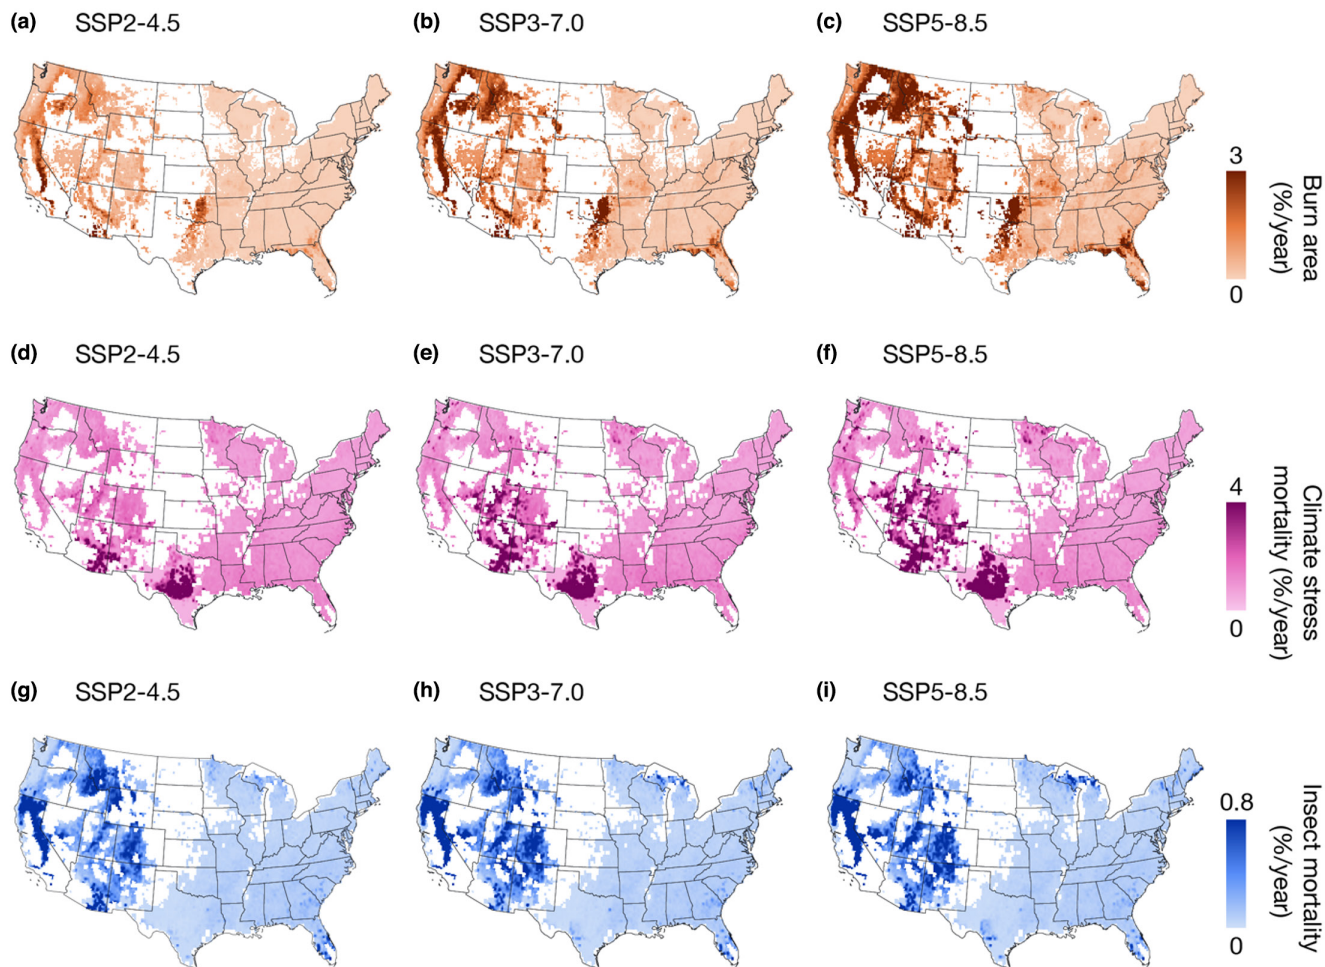 (a) SSP2-4.5
(b) SSP3-7.0
(c) SSP5-8.5
3
0
Burn area
(%/year)
(d) SSP2-4.5
(e) SSP3-7.0
(f) SSP5-8.5
4
0
Climate stress
mortality (%/year)
(g) SSP2-4.5
(h) SSP3-7.0
(i) SSP5-8.5
0.8
0
Insect mortality
(%/year)